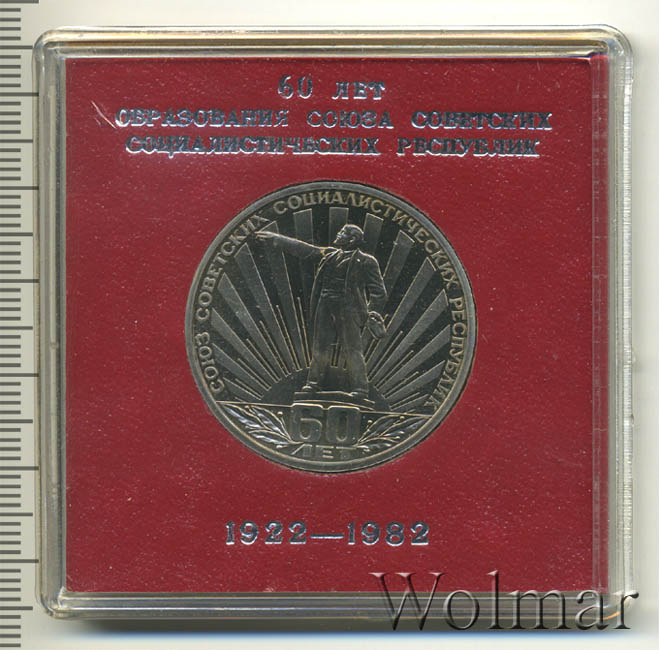 60 ЛЕТ
ОБРАЗОВАНИЯ СОЮЗА СОВЕТСКИХ
СОЦИАЛИСТИЧЕСКИХ РЕСПУБЛИК
СОЮЗ СОВЕТСКИХ СОЦИАЛИСТИЧЕСКИХ РЕСПУБЛИК
60
ЛЕТ
1922—1982
Wolmar